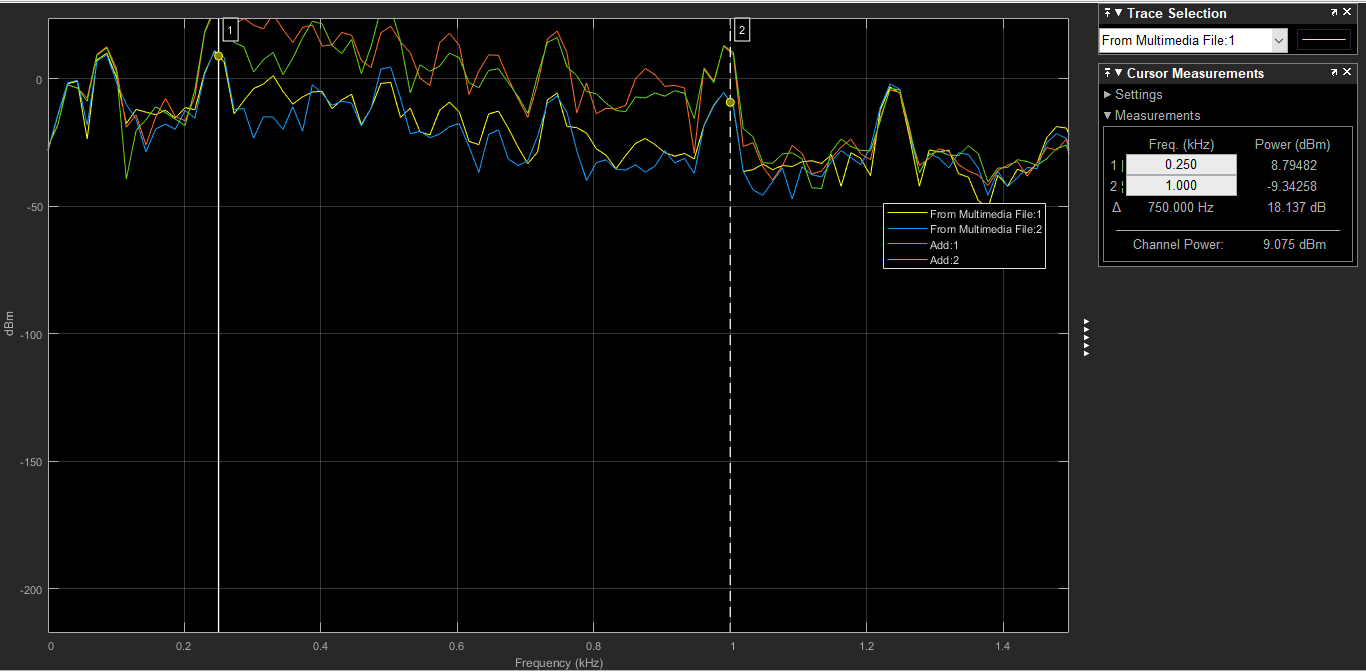 1
2
0
-50
-100
-150
-200
dBm
0
0.2
0.4
0.6
0.8
1
1.2
1.4
Frequency (kHz)
From Multimedia File:1
From Multimedia File:2
Add:1
Add:2
Trace Selection
From Multimedia File:1
Cursor Measurements
Settings
Measurements
Freq. (kHz) Power (dBm)
1 0.250 8.79482
2 1.000 -9.34258
Δ 750.000 Hz 18.137 dB
Channel Power: 9.075 dBm